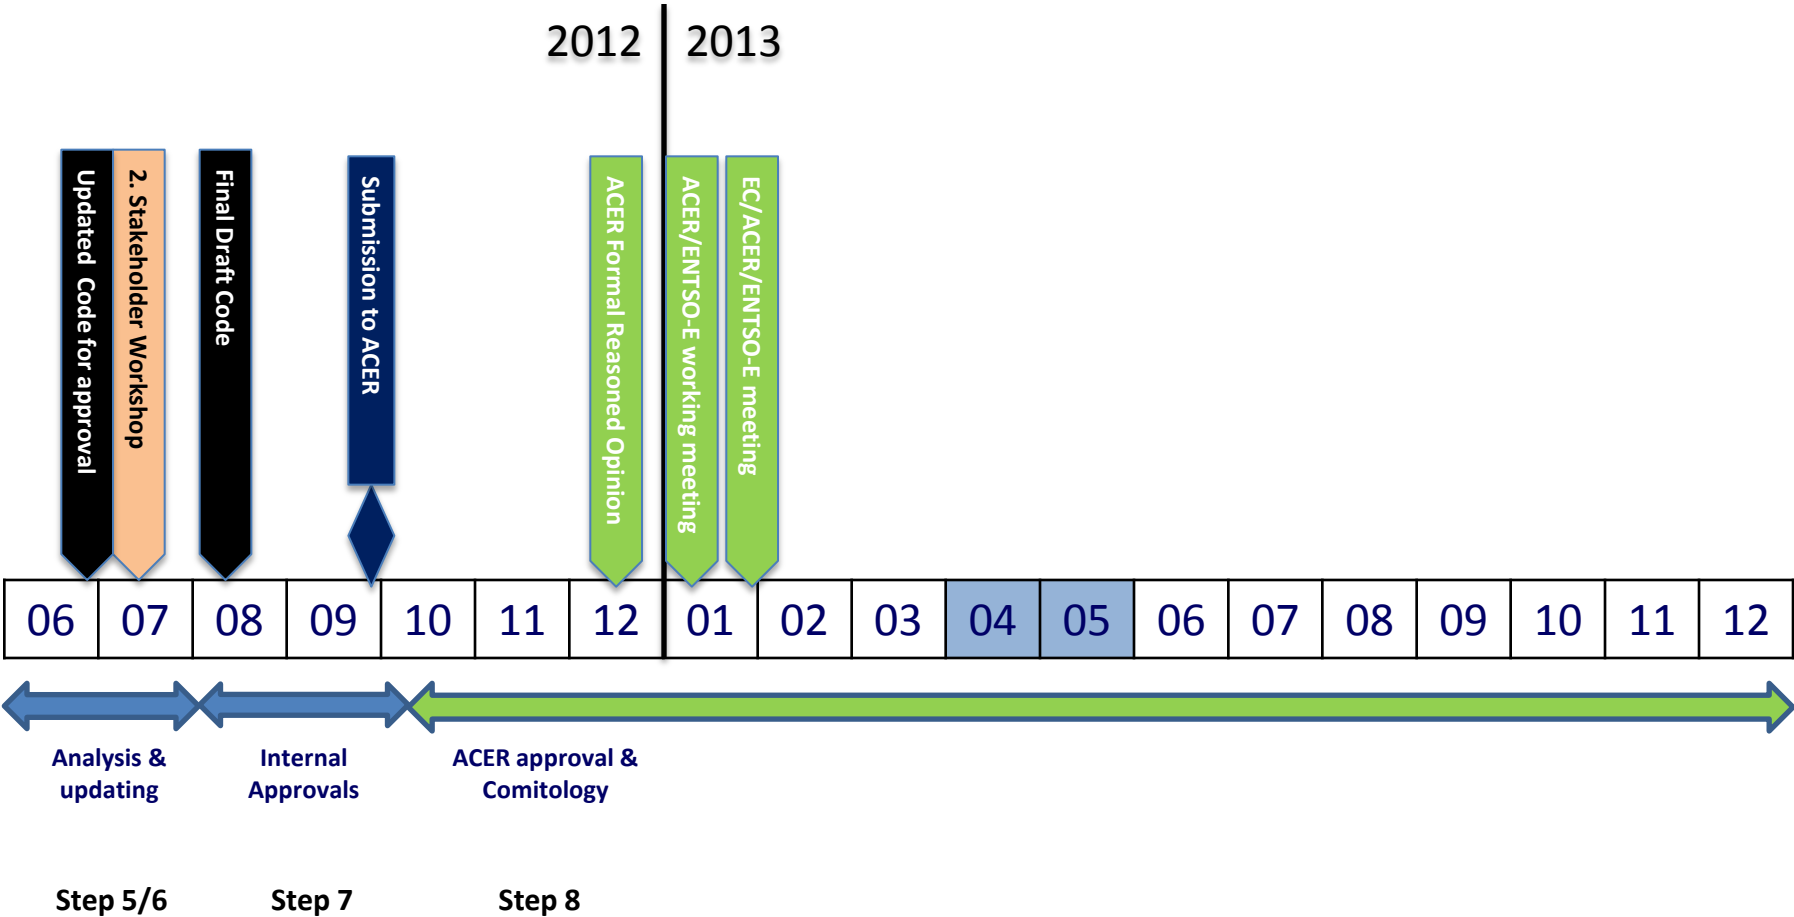 2012 2013
Updated Code for approval
2. Stakeholder Workshop
Final Draft Code
Submission to ACER
ACER Formal Reasoned Opinion
ACER/ENTSO-E working meeting
EC/ACER/ENTSO-E meeting
06 07 08 09 10 11 12 01 02 03 04 05 06 07 08 09 10 11 12
Analysis &
updating
Internal
Approvals
ACER approval &
Comitology
Step 5/6 Step 7 Step 8